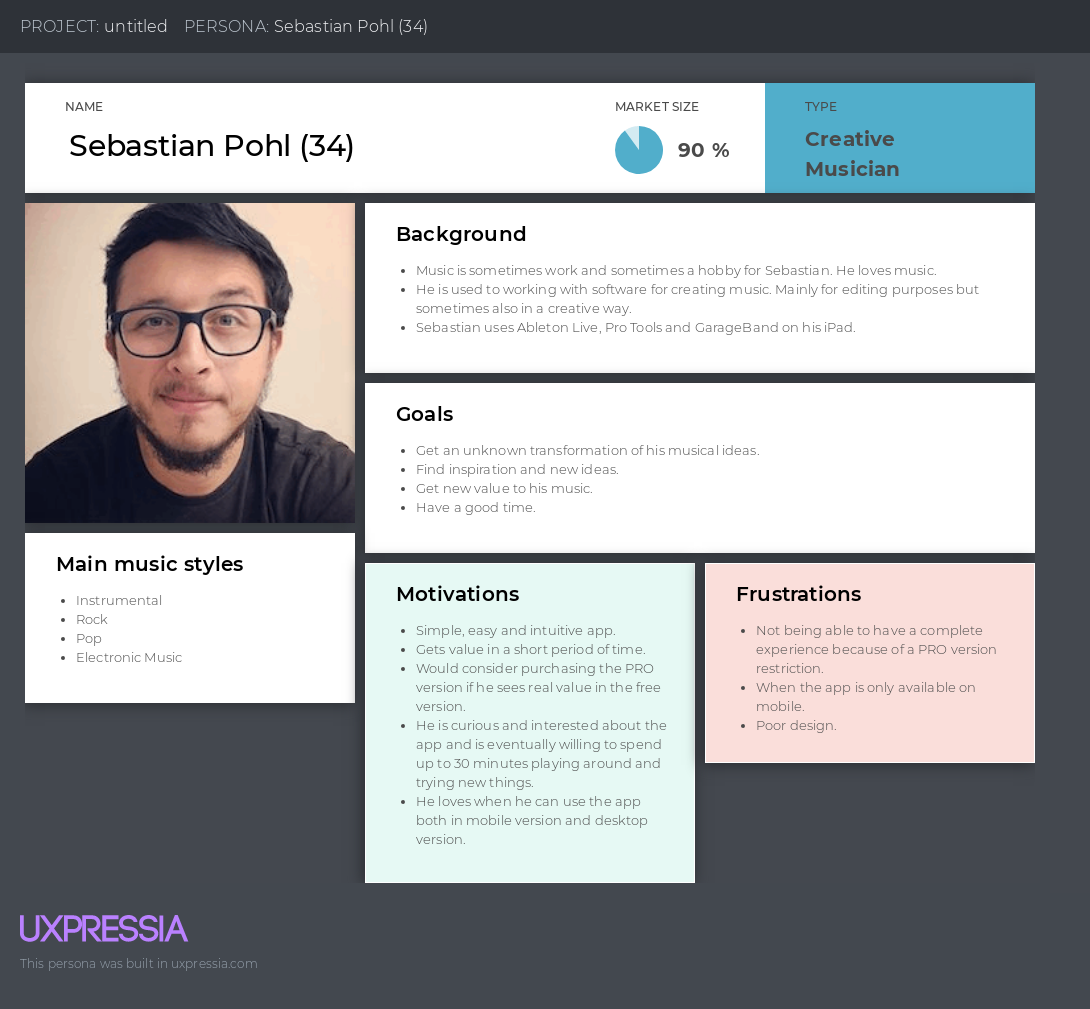 PROJECT: untitled PERSONA: Sebastian Pohl (34)
NAME
Sebastian Pohl (34)
MARKET SIZE
90 %
TYPE
Creative
Musician
Background
• Music is sometimes work and sometimes a hobby for Sebastian. He loves music.
• He is used to working with software for creating music. Mainly for editing purposes but
sometimes also in a creative way.
• Sebastian uses Ableton Live, Pro Tools and GarageBand on his iPad.
Goals
• Get an unknown transformation of his musical ideas.
• Find inspiration and new ideas.
• Get new value to his music.
• Have a good time.
Main music styles
• Instrumental
• Rock
• Pop
• Electronic Music
Motivations
• Simple, easy and intuitive app.
• Gets value in a short period of time.
• Would consider purchasing the PRO
version if he sees real value in the free
version.
• He is curious and interested about the
app and is eventually willing to spend
up to 30 minutes playing around and
trying new things.
• He loves when he can use the app
both in mobile version and desktop
version.
Frustrations
• Not being able to have a complete
experience because of a PRO version
restriction.
• When the app is only available on
mobile.
• Poor design.
UXPRESSIA
This persona was built in uxpressia.com